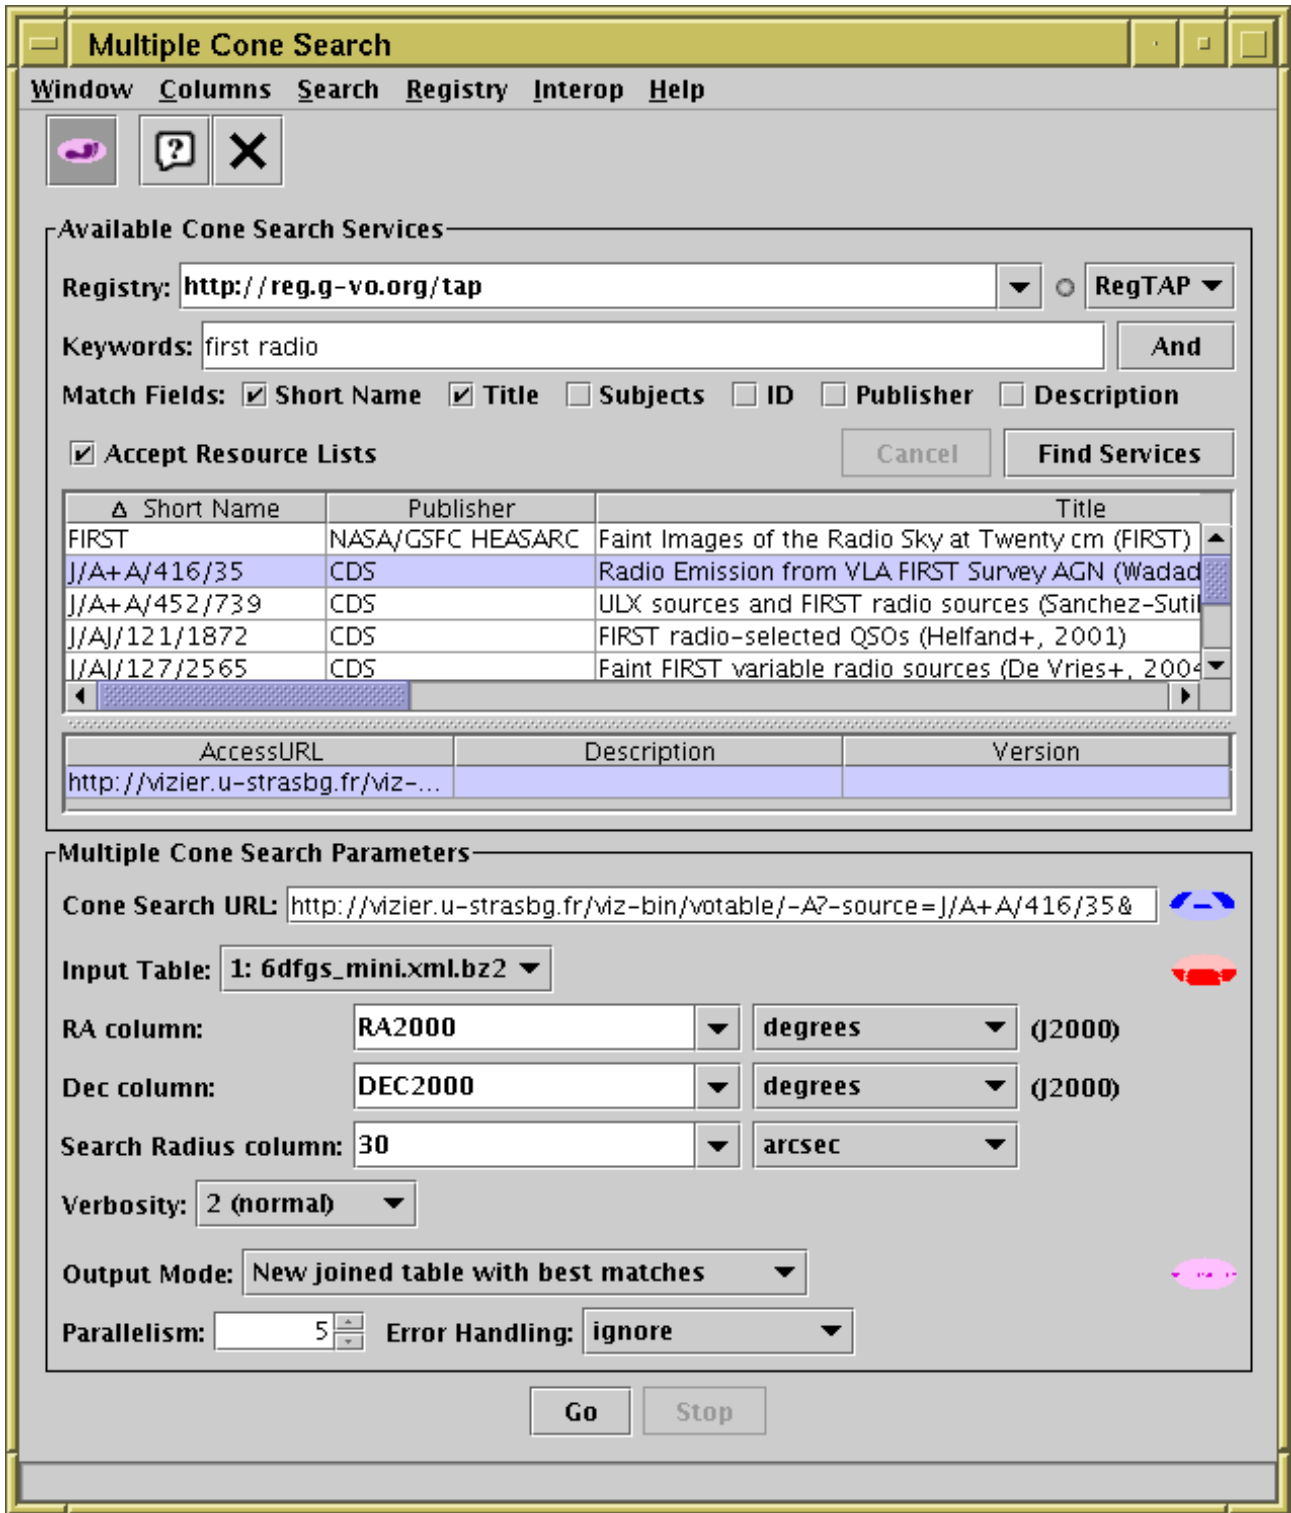 Multiple Cone Search
Window Columns Search Registry Interop Help
Available Cone Search Services
Registry: http://reg.g-vo.org/tap RegTAP
Keywords: first radio And
Match Fields: Short Name Title Subjects ID Publisher Description
Accept Resource Lists Cancel Find Services
Short Name Publisher Title
FIRST NASA/GSFC HEASARC Faint Images of the Radio Sky at Twenty cm (FIRST)
J/A+A/416/35 CDS Radio Emission from VLA FIRST Survey AGN (Wadad
J/A+A/452/739 CDS ULX sources and FIRST radio sources (Sanchez-Sutil
J/AJ/121/1872 CDS FIRST radio-selected QSOs (Helfand+, 2001)
J/AJ/127/2565 CDS Faint FIRST variable radio sources (De Vries+, 2004
AccessURL Description Version
http://vizier.u-strasbg.fr/viz-...
Multiple Cone Search Parameters
Cone Search URL: http://vizier.u-strasbg.fr/viz-bin/votable/-A?-source=J/A+A/416/35&
Input Table: 1: 6dfgs_mini.xml.bz2
RA column: RA2000 degrees (J2000)
Dec column: DEC2000 degrees (J2000)
Search Radius column: 30 arcsec
Verbosity: 2 (normal)
Output Mode: New joined table with best matches
Parallelism: 5 Error Handling: ignore
Go Stop